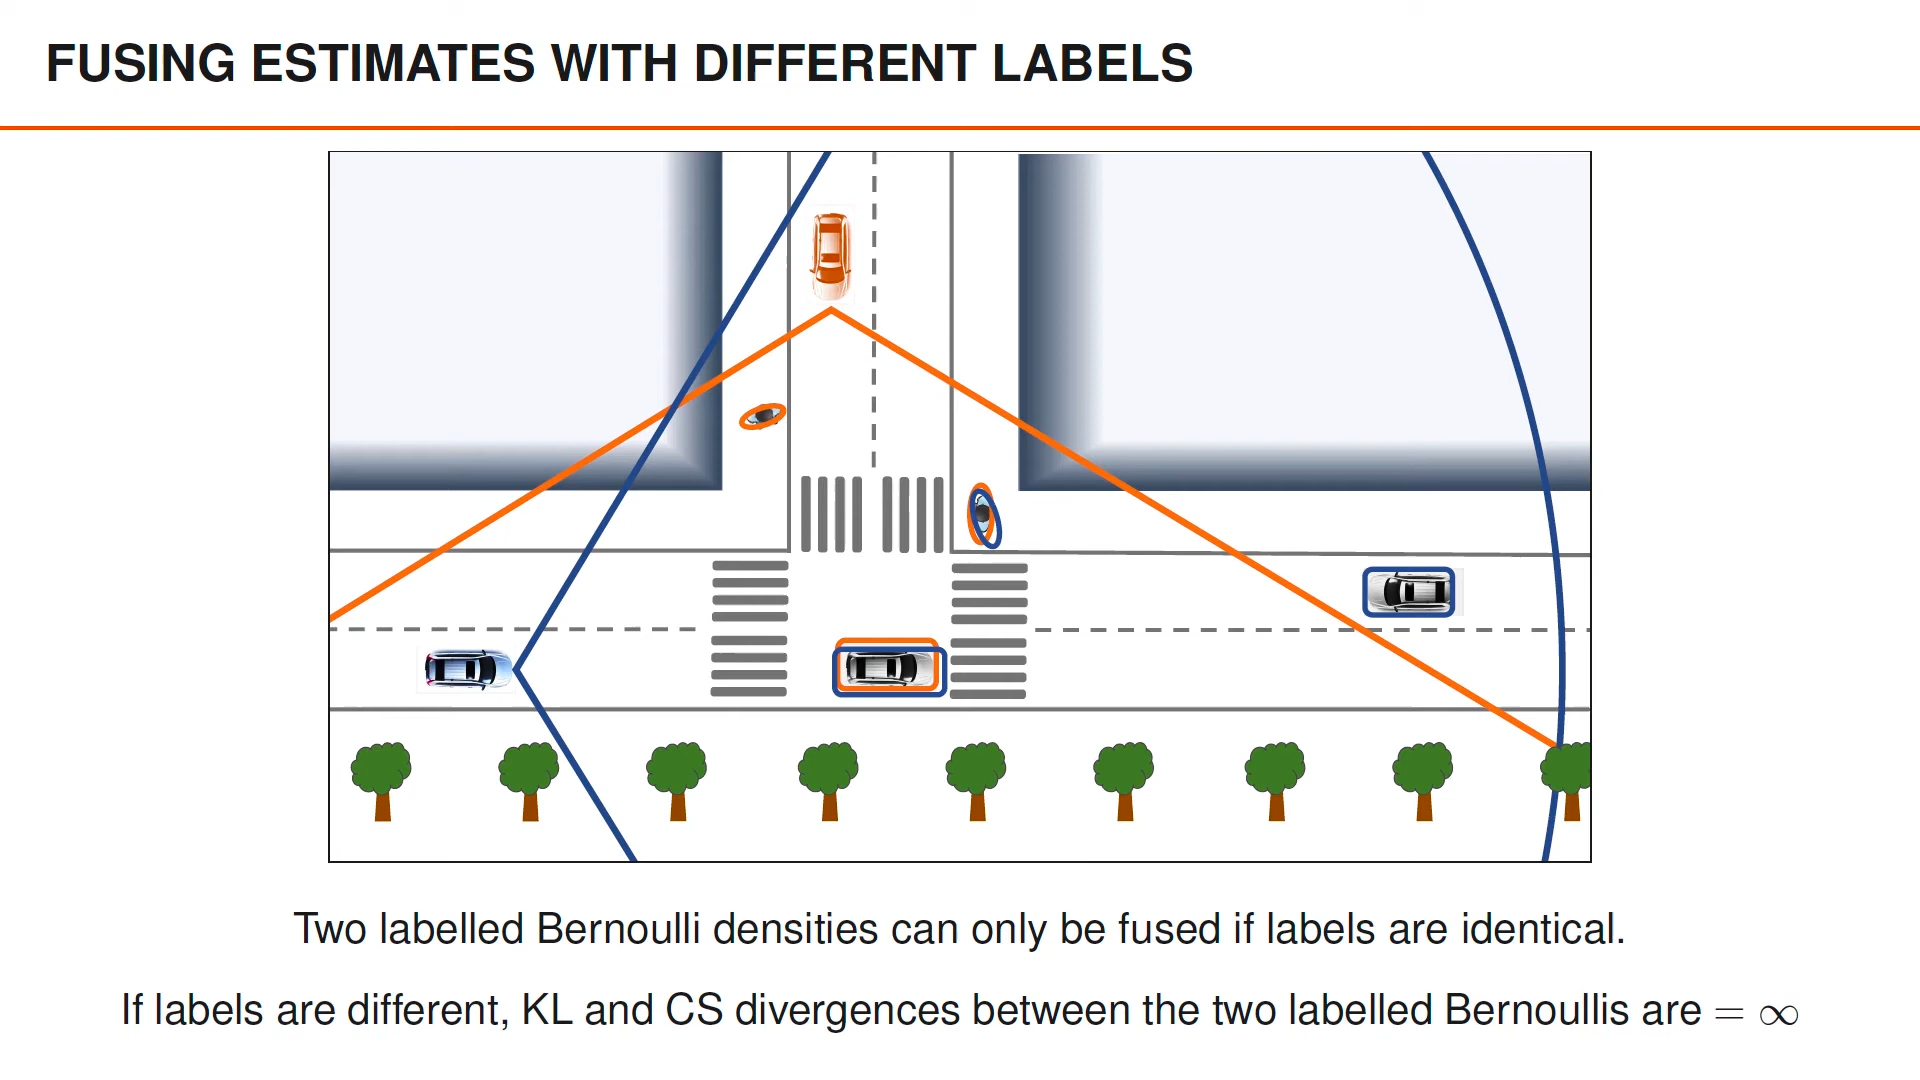 FUSING ESTIMATES WITH DIFFERENT LABELS
Two labelled Bernoulli densities can only be fused if labels are identical.
If labels are different, KL and CS divergences between the two labelled Bernoullis are = ∞